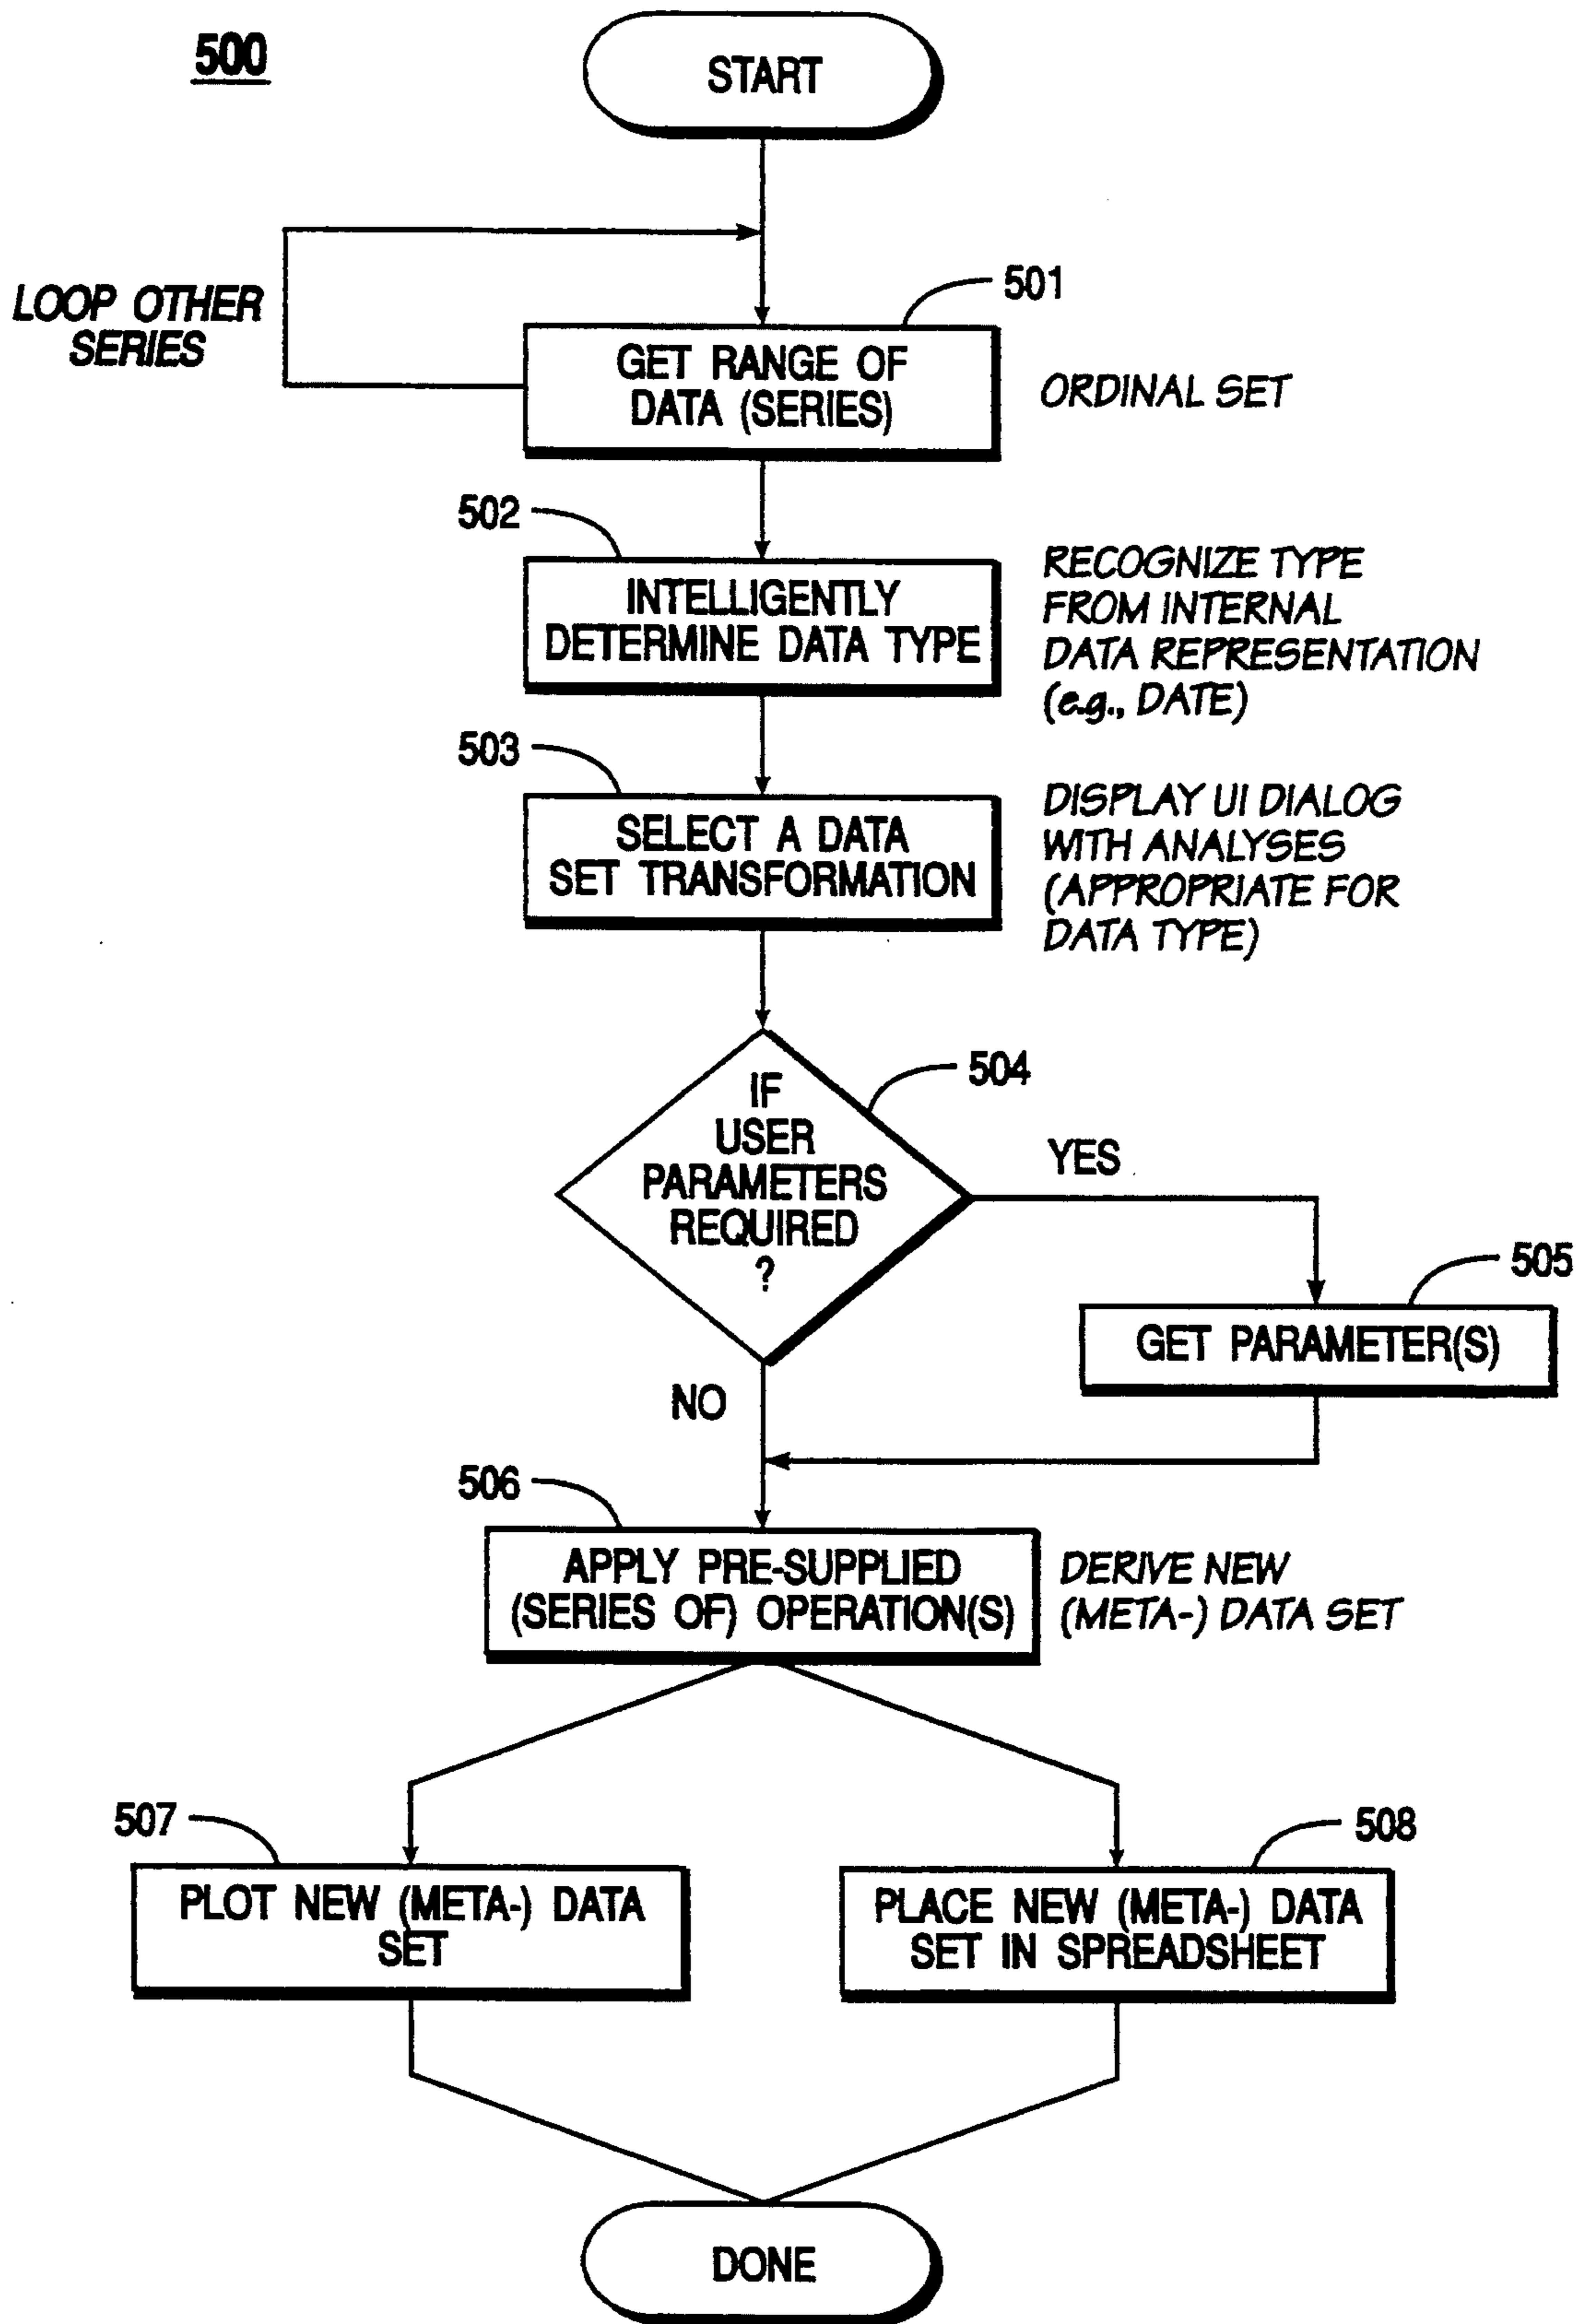 500
START
LOOP OTHER
SERIES
501
GET RANGE OF
DATA (SERIES)
ORDINAL SET
502
INTELLIGENTLY
DETERMINE DATA TYPE
RECOGNIZE TYPE
FROM INTERNAL
DATA REPRESENTATION
(e.g., DATE)
503
SELECT A DATA
SET TRANSFORMATION
DISPLAY UI DIALOG
WITH ANALYSES
(APPROPRIATE FOR
DATA TYPE)
504
IF
USER
PARAMETERS
REQUIRED
?
YES
505
GET PARAMETER(S)
NO
506
APPLY PRE-SUPPLIED
(SERIES OF) OPERATION(S)
DERIVE NEW
(META-) DATA SET
507
PLOT NEW (META-) DATA
SET
508
PLACE NEW (META-) DATA
SET IN SPREADSHEET
DONE